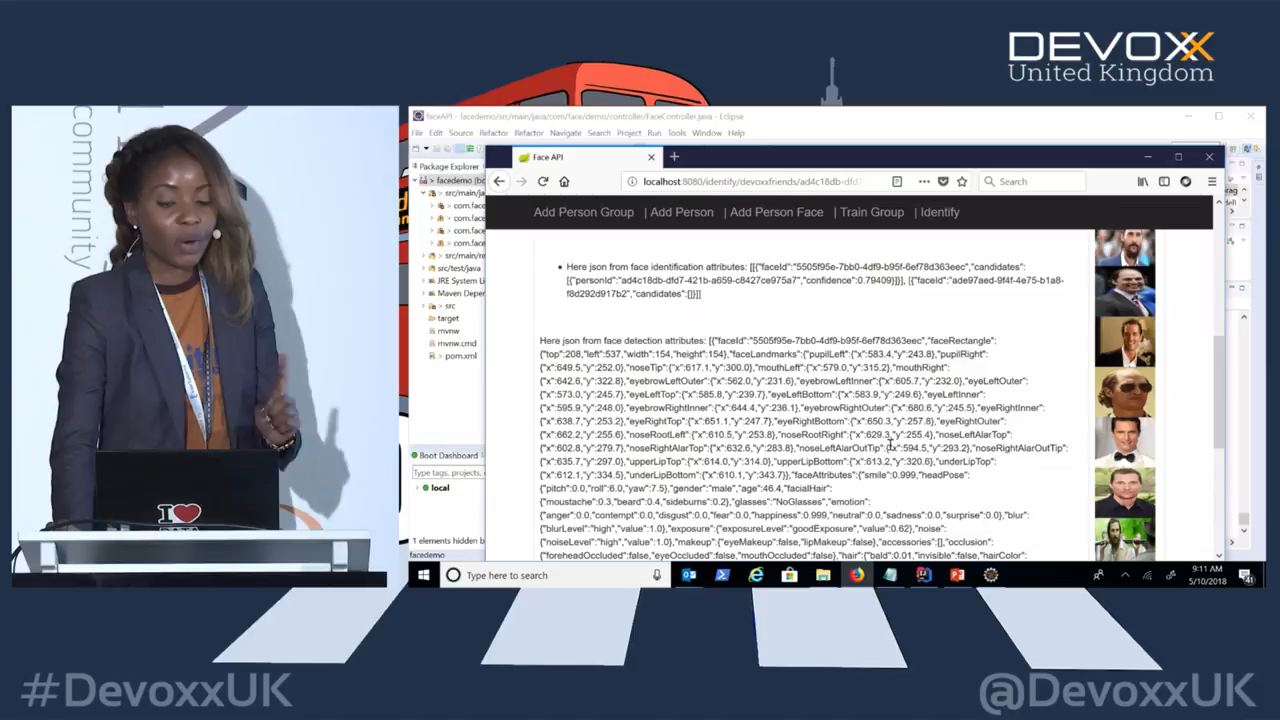 DEVOXX
United Kingdom
community
faceAPI - facedemo/src/main/java/com/face/demo/controller/FaceController.java - Eclipse
File Edit Source Refactor Refactor Navigate Search Project Run Tools Window Help
Package Explorer
facedemo
src/main/j
com.face
com.face
com.face
com.face
src/main/re
src/test/java
JRE System Li
Maven Depen
src
target
mvnw
mvnw.cmd
pom.xml
Boot Dashboard
Type tags, projects,
local
1 elements hidden b
facedemo
Face API
localhost:8080/identify/devoxxfriends/ad4c18db-dfd7
Search
Add Person Group | Add Person | Add Person Face | Train Group | Identify
Here json from face identification attributes: [[{"faceId":"5505f95e-7bb0-4df9-b95f-6ef78d363eec","candidates":
[{"personId":"ad4c18db-dfd7-421b-a659-c8427ce975a7","confidence":0.79409}]}, {"faceId":"ade97aed-9f4f-4e75-b1a8-
f8d292d917b2","candidates":[]}]]
Here json from face detection attributes: [{"faceId":"5505f95e-7bb0-4df9-b95f-6ef78d363eec","faceRectangle":
{"top":208,"left":537,"width":154,"height":154},"faceLandmarks":{"pupilLeft":{"x":583.4,"y":243.8},"pupilRight":
{"x":649.5,"y":252.0},"noseTip":{"x":617.1,"y":300.0},"mouthLeft":{"x":579.0,"y":315.2},"mouthRight":
{"x":642.6,"y":322.8},"eyebrowLeftOuter":{"x":562.0,"y":231.6},"eyebrowLeftInner":{"x":605.7,"y":232.0},"eyeLeftOuter":
{"x":573.0,"y":245.7},"eyeLeftTop":{"x":585.8,"y":239.7},"eyeLeftBottom":{"x":583.9,"y":249.6},"eyeLeftInner":
{"x":595.9,"y":248.0},"eyebrowRightInner":{"x":644.4,"y":236.1},"eyebrowRightOuter":{"x":680.6,"y":245.5},"eyeRightInner":
{"x":638.7,"y":253.2},"eyeRightTop":{"x":651.1,"y":247.7},"eyeRightBottom":{"x":650.3,"y":257.8},"eyeRightOuter":
{"x":662.2,"y":255.6},"noseRootLeft":{"x":610.5,"y":253.8},"noseRootRight":{"x":629.3,"y":255.4},"noseLeftAlarTop":
{"x":602.8,"y":279.7},"noseRightAlarTop":{"x":632.6,"y":283.8},"noseLeftAlarOutTip":{"x":594.5,"y":293.2},"noseRightAlarOutTip":
{"x":635.7,"y":297.0},"upperLipTop":{"x":614.0,"y":314.0},"upperLipBottom":{"x":613.2,"y":320.6},"underLipTop":
{"x":612.1,"y":334.5},"underLipBottom":{"x":610.1,"y":343.7}},"faceAttributes":{"smile":0.999,"headPose":
{"pitch":0.0,"roll":6.0,"yaw":7.5},"gender":"male","age":46.4,"facialHair":
{"moustache":0.3,"beard":0.4,"sideburns":0.2},"glasses":"NoGlasses","emotion":
{"anger":0.0,"contempt":0.0,"disgust":0.0,"fear":0.0,"happiness":0.999,"neutral":0.0,"sadness":0.0,"surprise":0.0},"blur":
{"blurLevel":"high","value":1.0},"exposure":{"exposureLevel":"goodExposure","value":0.62},"noise":
{"noiseLevel":"high","value":1.0},"makeup":{"eyeMakeup":false,"lipMakeup":false},"accessories":[],"occlusion":
{"foreheadOccluded":false,"eyeOccluded":false,"mouthOccluded":false},"hair":{"bald":0.01,"invisible":false,"hairColor":
Type here to search
9:11 AM
5/10/2018
41
I
#DevoxxUK
@DevoxxUK